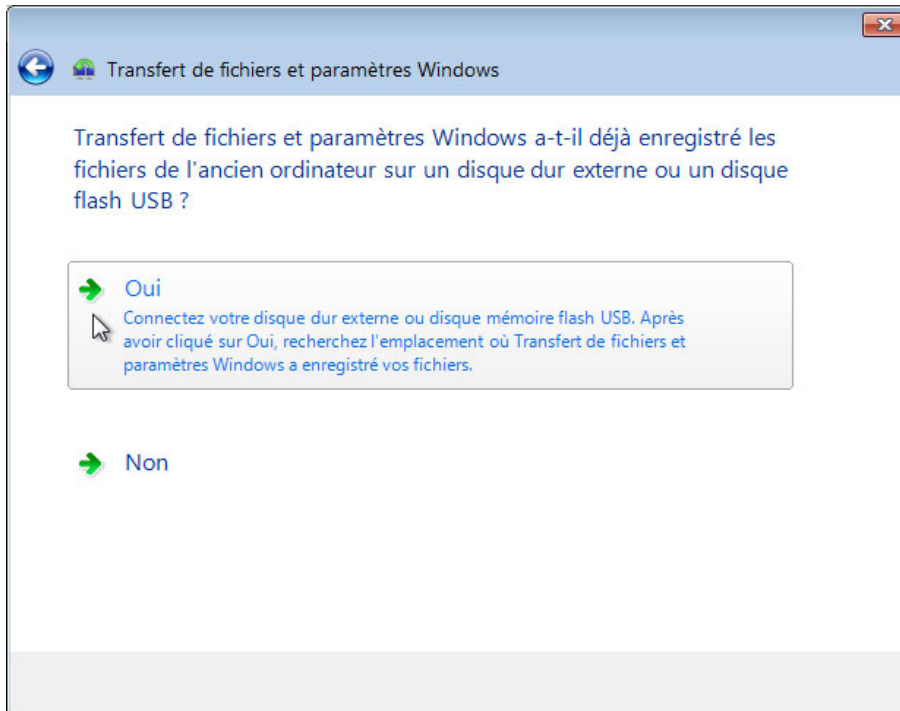 Transfert de fichiers et paramètres Windows
Transfert de fichiers et paramètres Windows a-t-il déjà enregistré les
fichiers de l'ancien ordinateur sur un disque dur externe ou un disque
flash USB ?
Oui
Connectez votre disque dur externe ou disque mémoire flash USB. Après
avoir cliqué sur Oui, recherchez l'emplacement où Transfert de fichiers et
paramètres Windows a enregistré vos fichiers.
Non